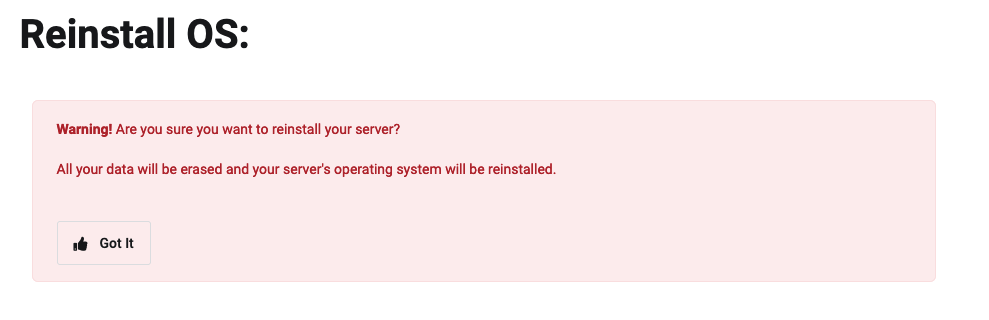 Reinstall OS:
Warning! Are you sure you want to reinstall your server?
All your data will be erased and your server's operating system will be reinstalled.
Got It